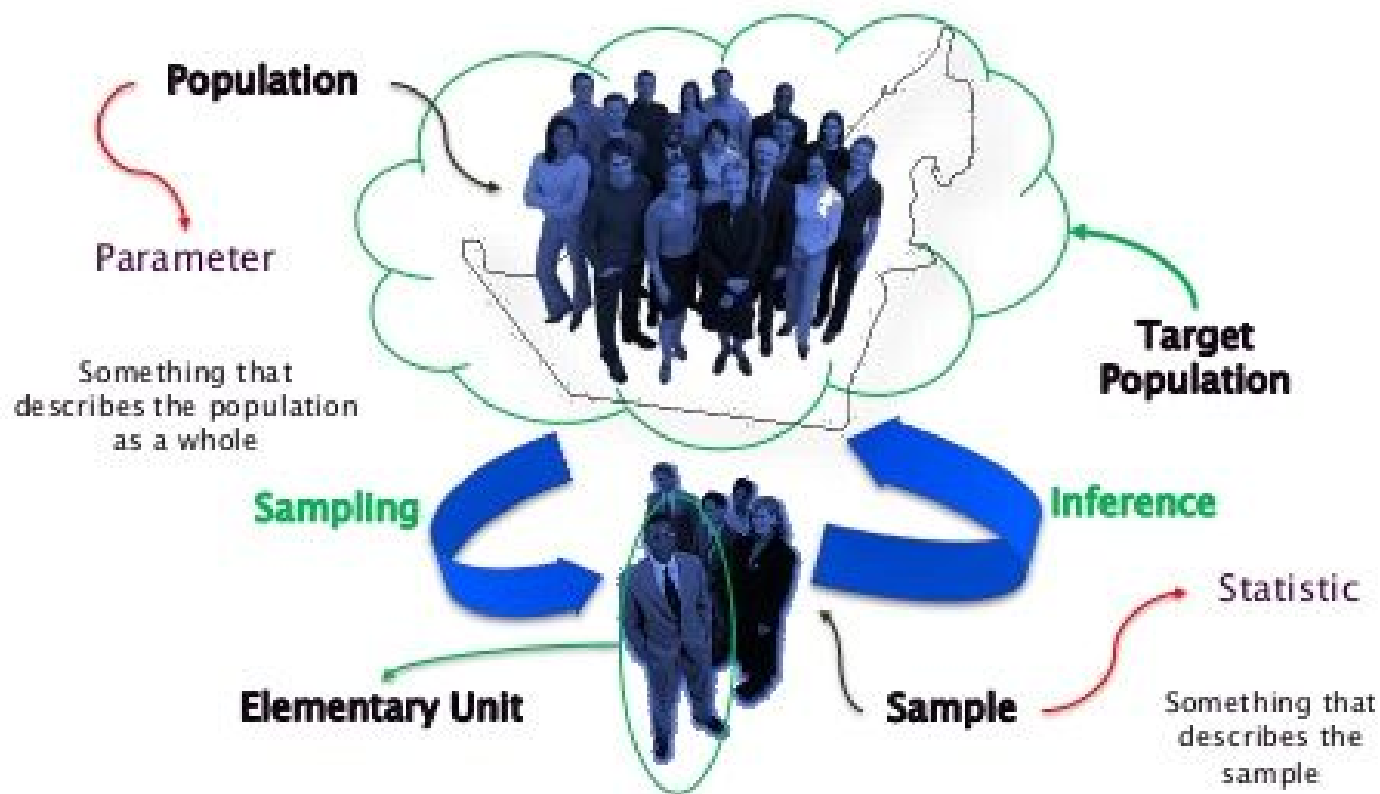 Population
Parameter
Something that
describes the population
as a whole
Target
Population
Sampling
Inference
Statistic
Elementary Unit
Sample
Something that
describes the
sample